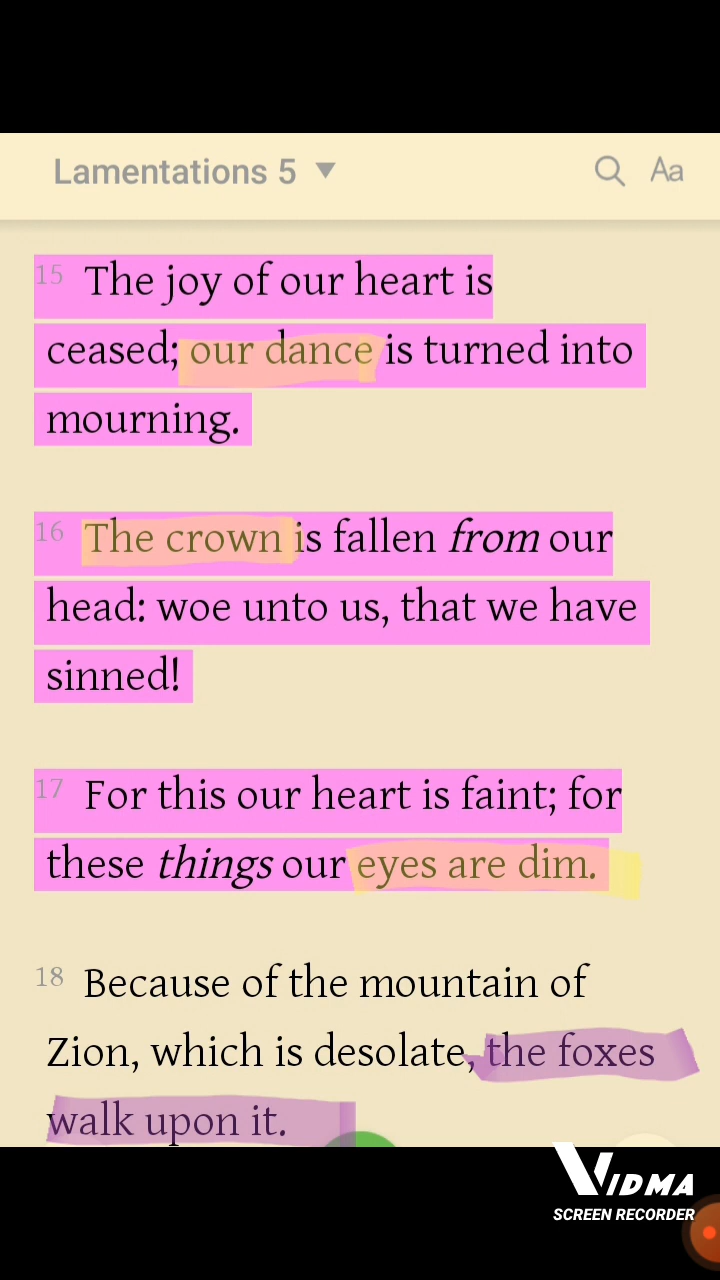 Lamentations 5 ▼ Aa
15 The joy of our heart is
ceased; our dance is turned into
mourning.
16 The crown is fallen from our
head: woe unto us, that we have
sinned!
17 For this our heart is faint; for
these things our eyes are dim.
18 Because of the mountain of
Zion, which is desolate, the foxes
walk upon it.
VIDMA
SCREEN RECORDER